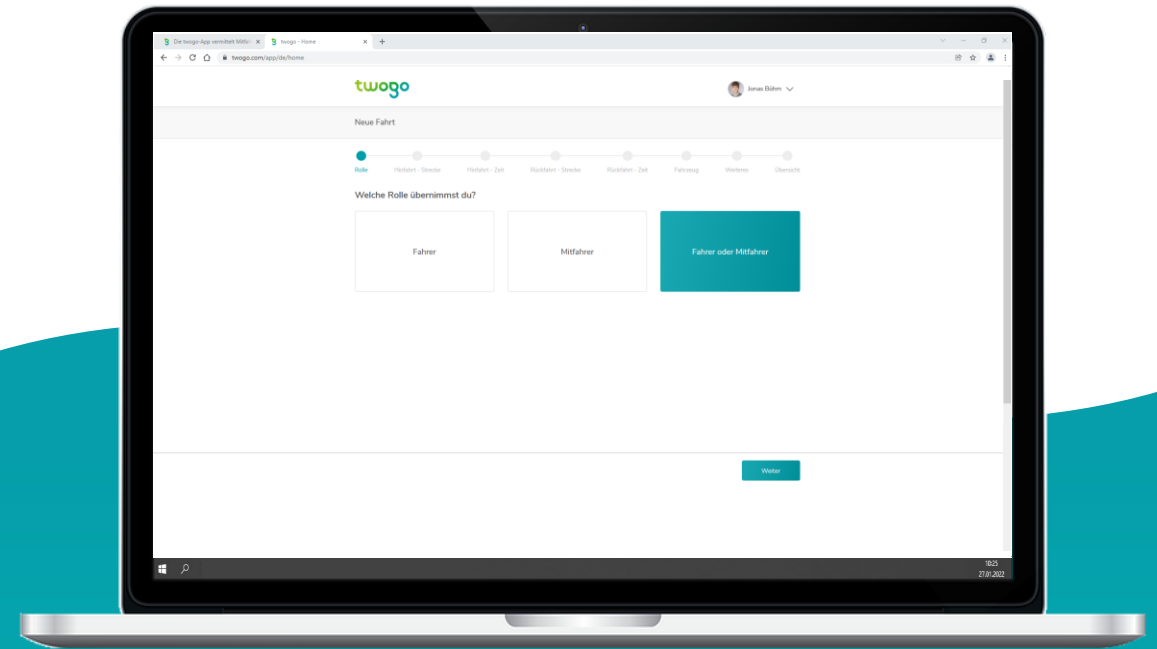 Die twogo-App vermittelt Mitfa
twogo - Home
twogo.com/app/de/home
twogo
Jonas Böhm
Neue Fahrt
Rolle
Hinfahrt - Strecke
Hinfahrt - Zeit
Rückfahrt - Strecke
Rückfahrt - Zeit
Fahrzeug
Weiteres
Übersicht
Welche Rolle übernimmst du?
Fahrer
Mitfahrer
Fahrer oder Mitfahrer
Weiter
10:25
27.01.2022